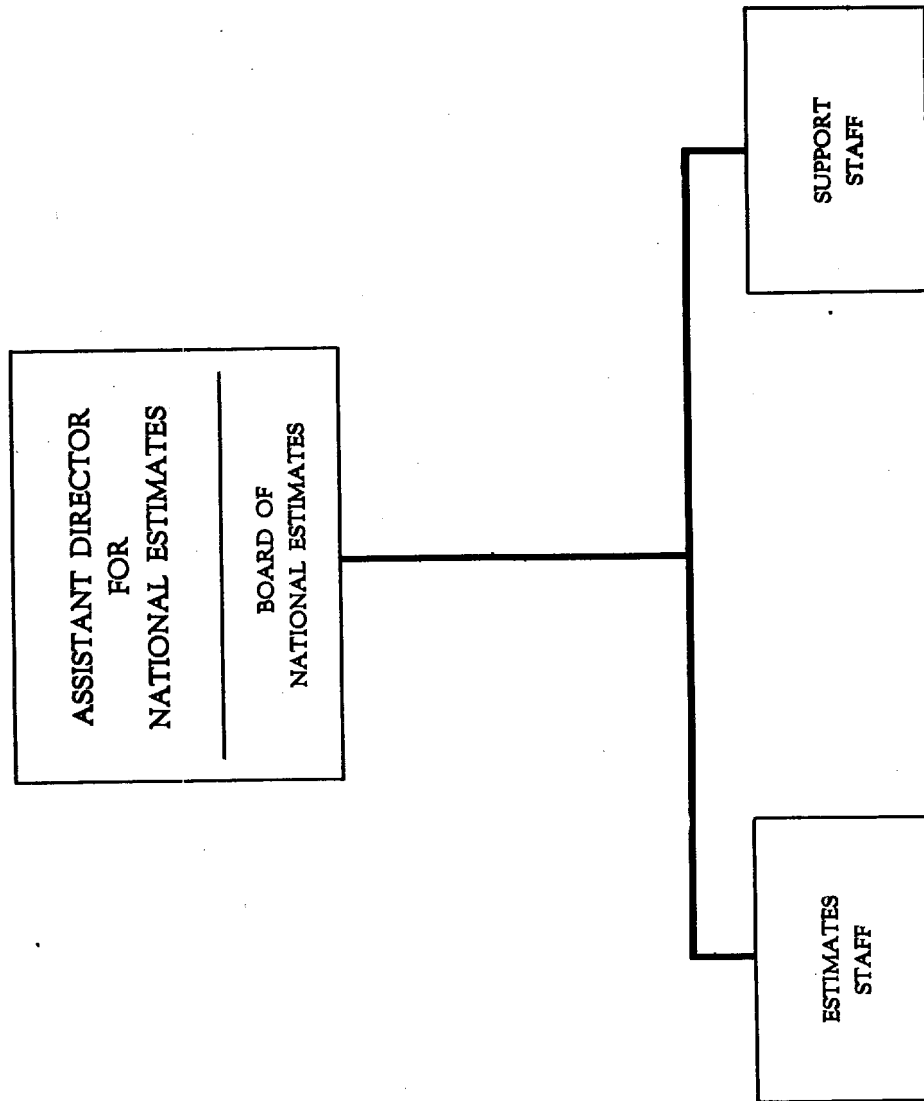 ASSISTANT DIRECTOR
FOR
NATIONAL ESTIMATES
BOARD OF
NATIONAL ESTIMATES
ESTIMATES
STAFF
SUPPORT
STAFF